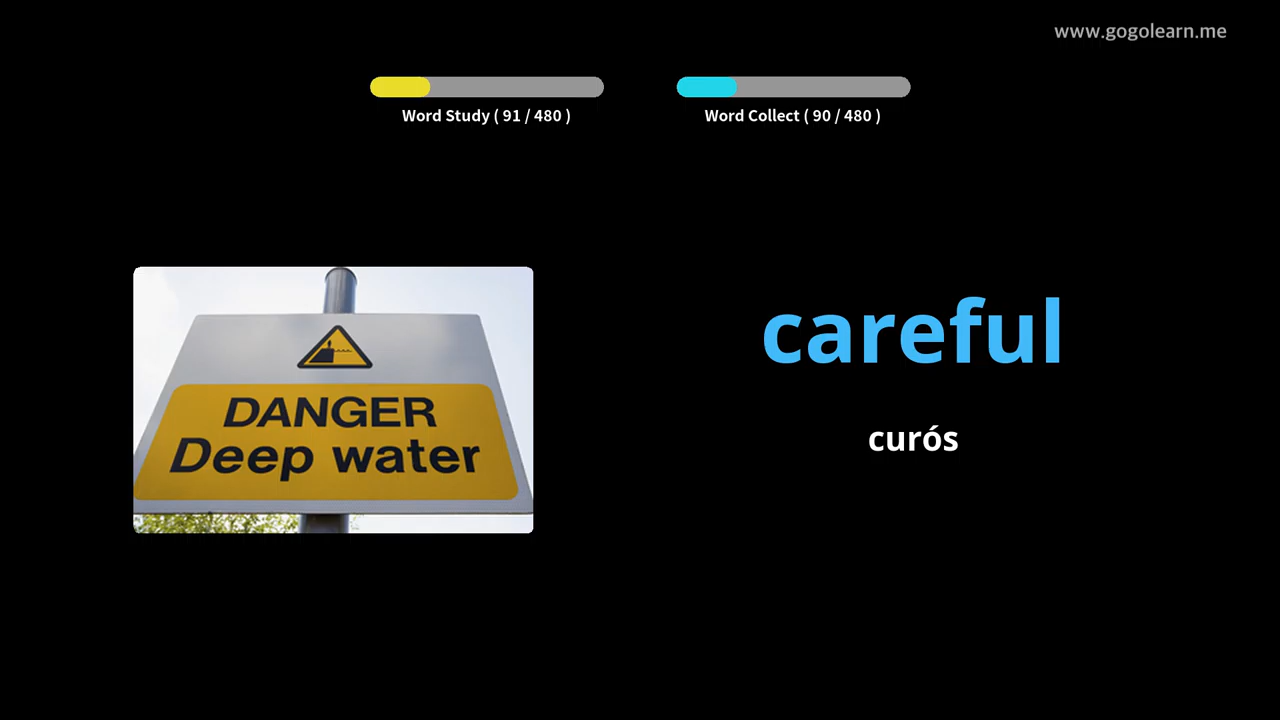 www.gogolearn.me
Word Study ( 91 / 480 )
Word Collect ( 90 / 480 )
DANGER
Deep water
careful
curós